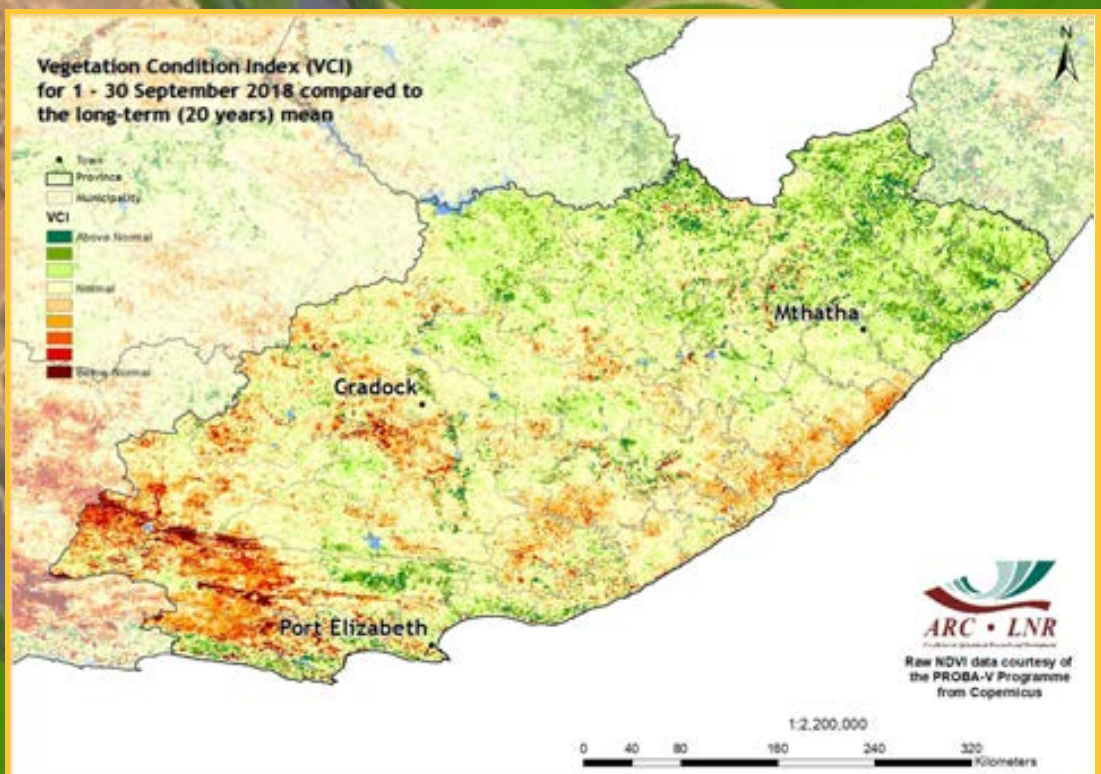 Vegetation Condition Index (VCI)
for 1 - 30 September 2018 compared to
the long-term (20 years) mean
N
Town
Province
Municipality
VCI
Above Normal
Normal
Below Normal
Mthatha
Cradock
Port Elizabeth
ARC • LNR
Raw NDVI data courtesy of
the PROBA-V Programme
from Copernicus
1:2,200,000
0 40 80 160 240 320
Kilometers